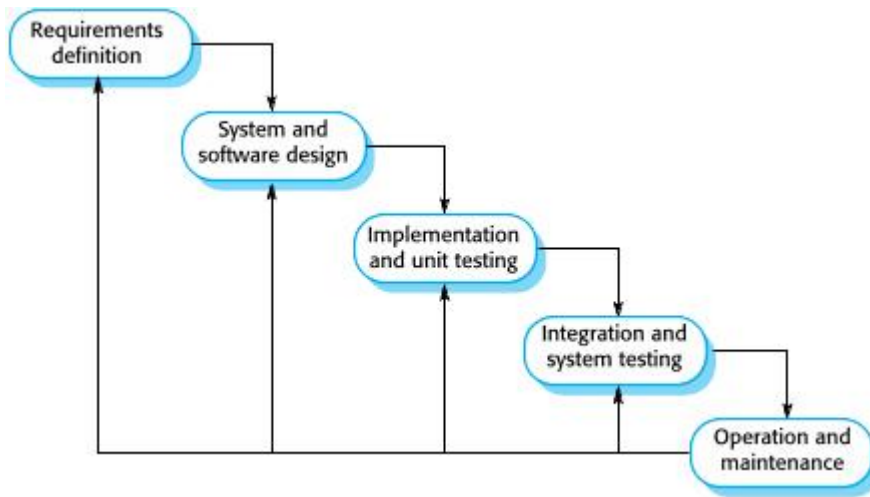 Requirements
definition
System and
software design
Implementation
and unit testing
Integration and
system testing
Operation and
maintenance